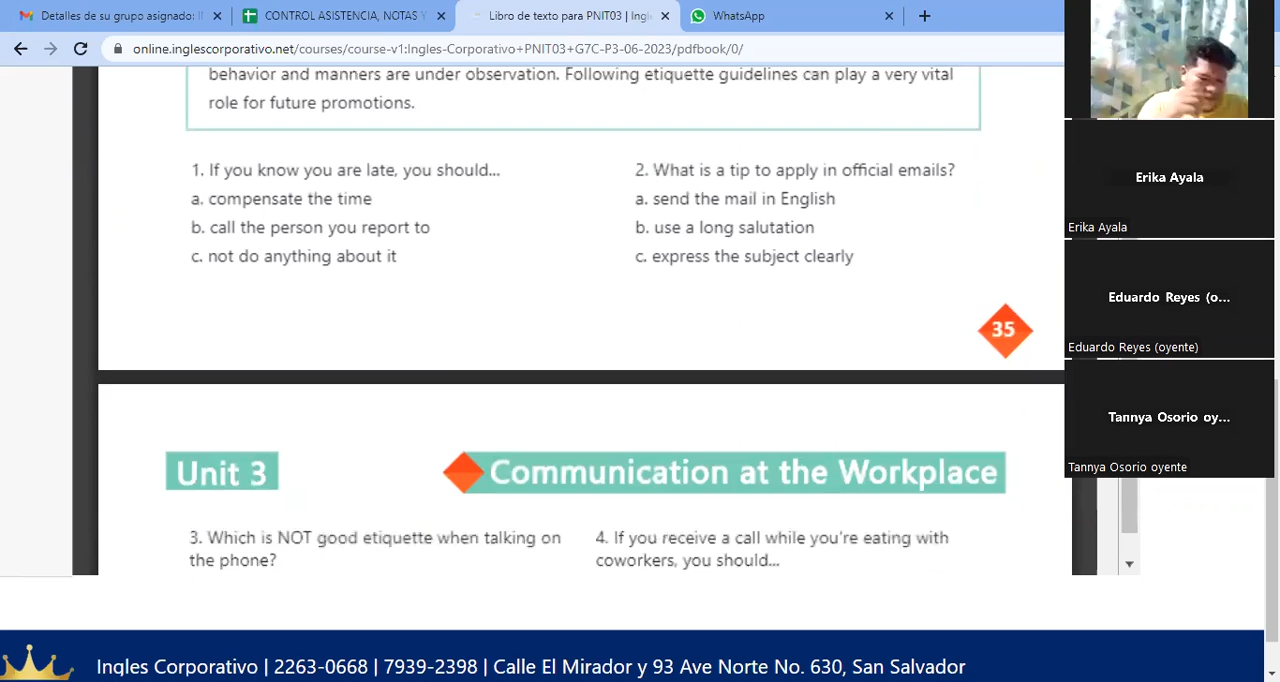 Detalles de su grupo asignado: I
CONTROL ASISTENCIA, NOTAS Y
Libro de texto para PNIT03 | Ingle
WhatsApp
online.inglescorporativo.net/courses/course-v1:Ingles-Corporativo+PNIT03+G7C-P3-06-2023/pdfbook/0/
behavior and manners are under observation. Following etiquette guidelines can play a very vital
role for future promotions.
1. If you know you are late, you should...
a. compensate the time
b. call the person you report to
c. not do anything about it
2. What is a tip to apply in official emails?
a. send the mail in English
b. use a long salutation
c. express the subject clearly
35
Unit 3
Communication at the Workplace
3. Which is NOT good etiquette when talking on
the phone?
4. If you receive a call while you're eating with
coworkers, you should...
Erika Ayala
Erika Ayala
Eduardo Reyes (o...
Eduardo Reyes (oyente)
Tannya Osorio oy...
Tannya Osorio oyente
Ingles Corporativo | 2263-0668 | 7939-2398 | Calle El Mirador y 93 Ave Norte No. 630, San Salvador